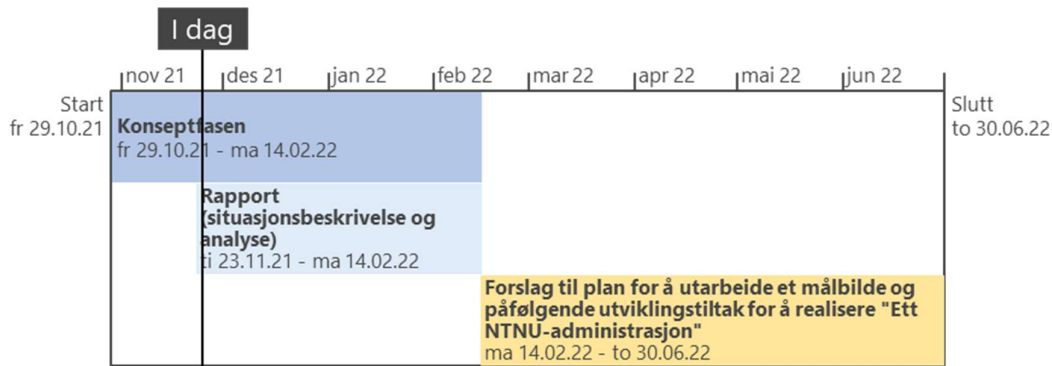 I dag
nov 21 des 21 jan 22 feb 22 mar 22 apr 22 mai 22 jun 22
Start
fr 29.10.21
Slutt
to 30.06.22
Konseptfasen
fr 29.10.21 - ma 14.02.22
Rapport
(situasjonsbeskrivelse og
analyse)
ti 23.11.21 - ma 14.02.22
Forslag til plan for å utarbeide et målbilde og
påfølgende utviklingstiltak for å realisere "Ett
NTNU-administrasjon"
ma 14.02.22 - to 30.06.22